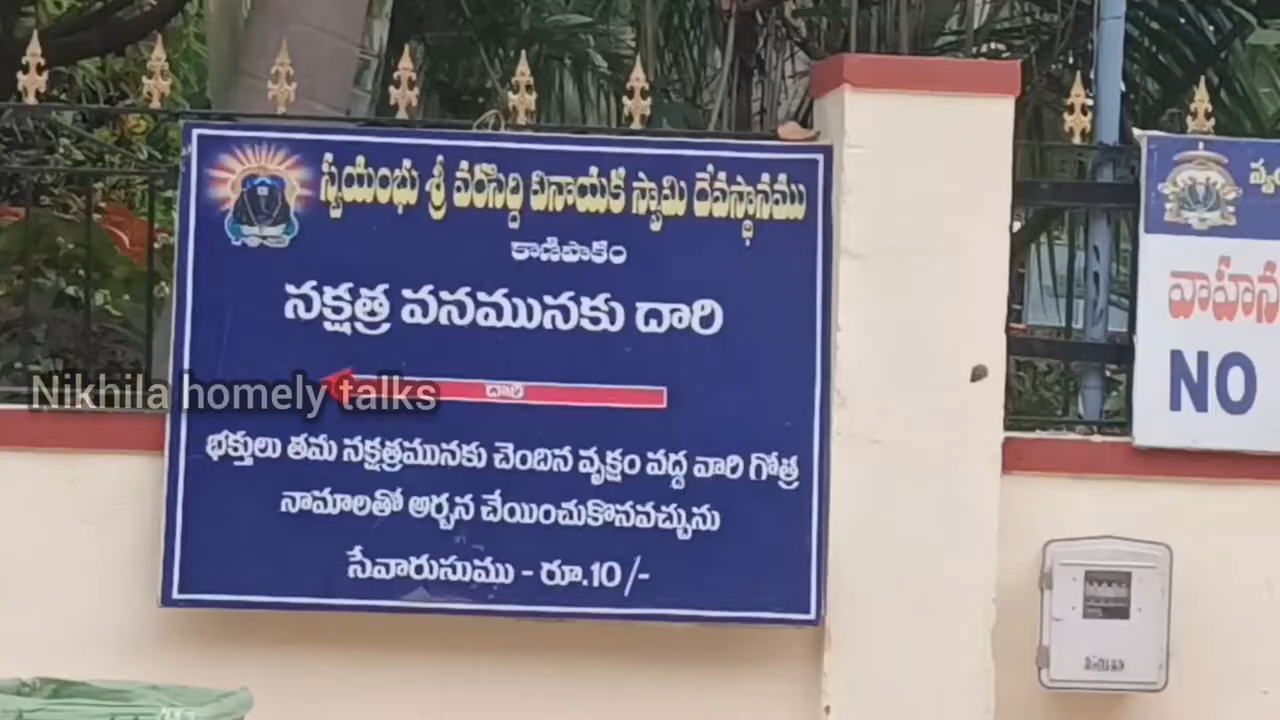 స్వయంభు శ్రీ వరసిద్ది వినాయక స్వామి దేవస్థానము
కాణిపాకం
నక్షత్ర వనమునకు దారి
దారి
Nikhila homely talks
భక్తులు తమ నక్షత్రమునకు చెందిన వృక్షం వద్ద వారి గోత్ర
నామాలతో అర్చన చేయించుకొనవచ్చును
సేవారుసుము - రూ.10/-
వాహన
NO